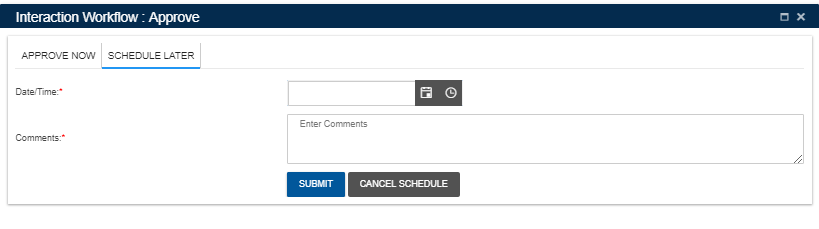 Interaction Workflow : Approve
APPROVE NOW SCHEDULE LATER
Date/Time:*
Enter Comments
Comments:*
SUBMIT CANCEL SCHEDULE